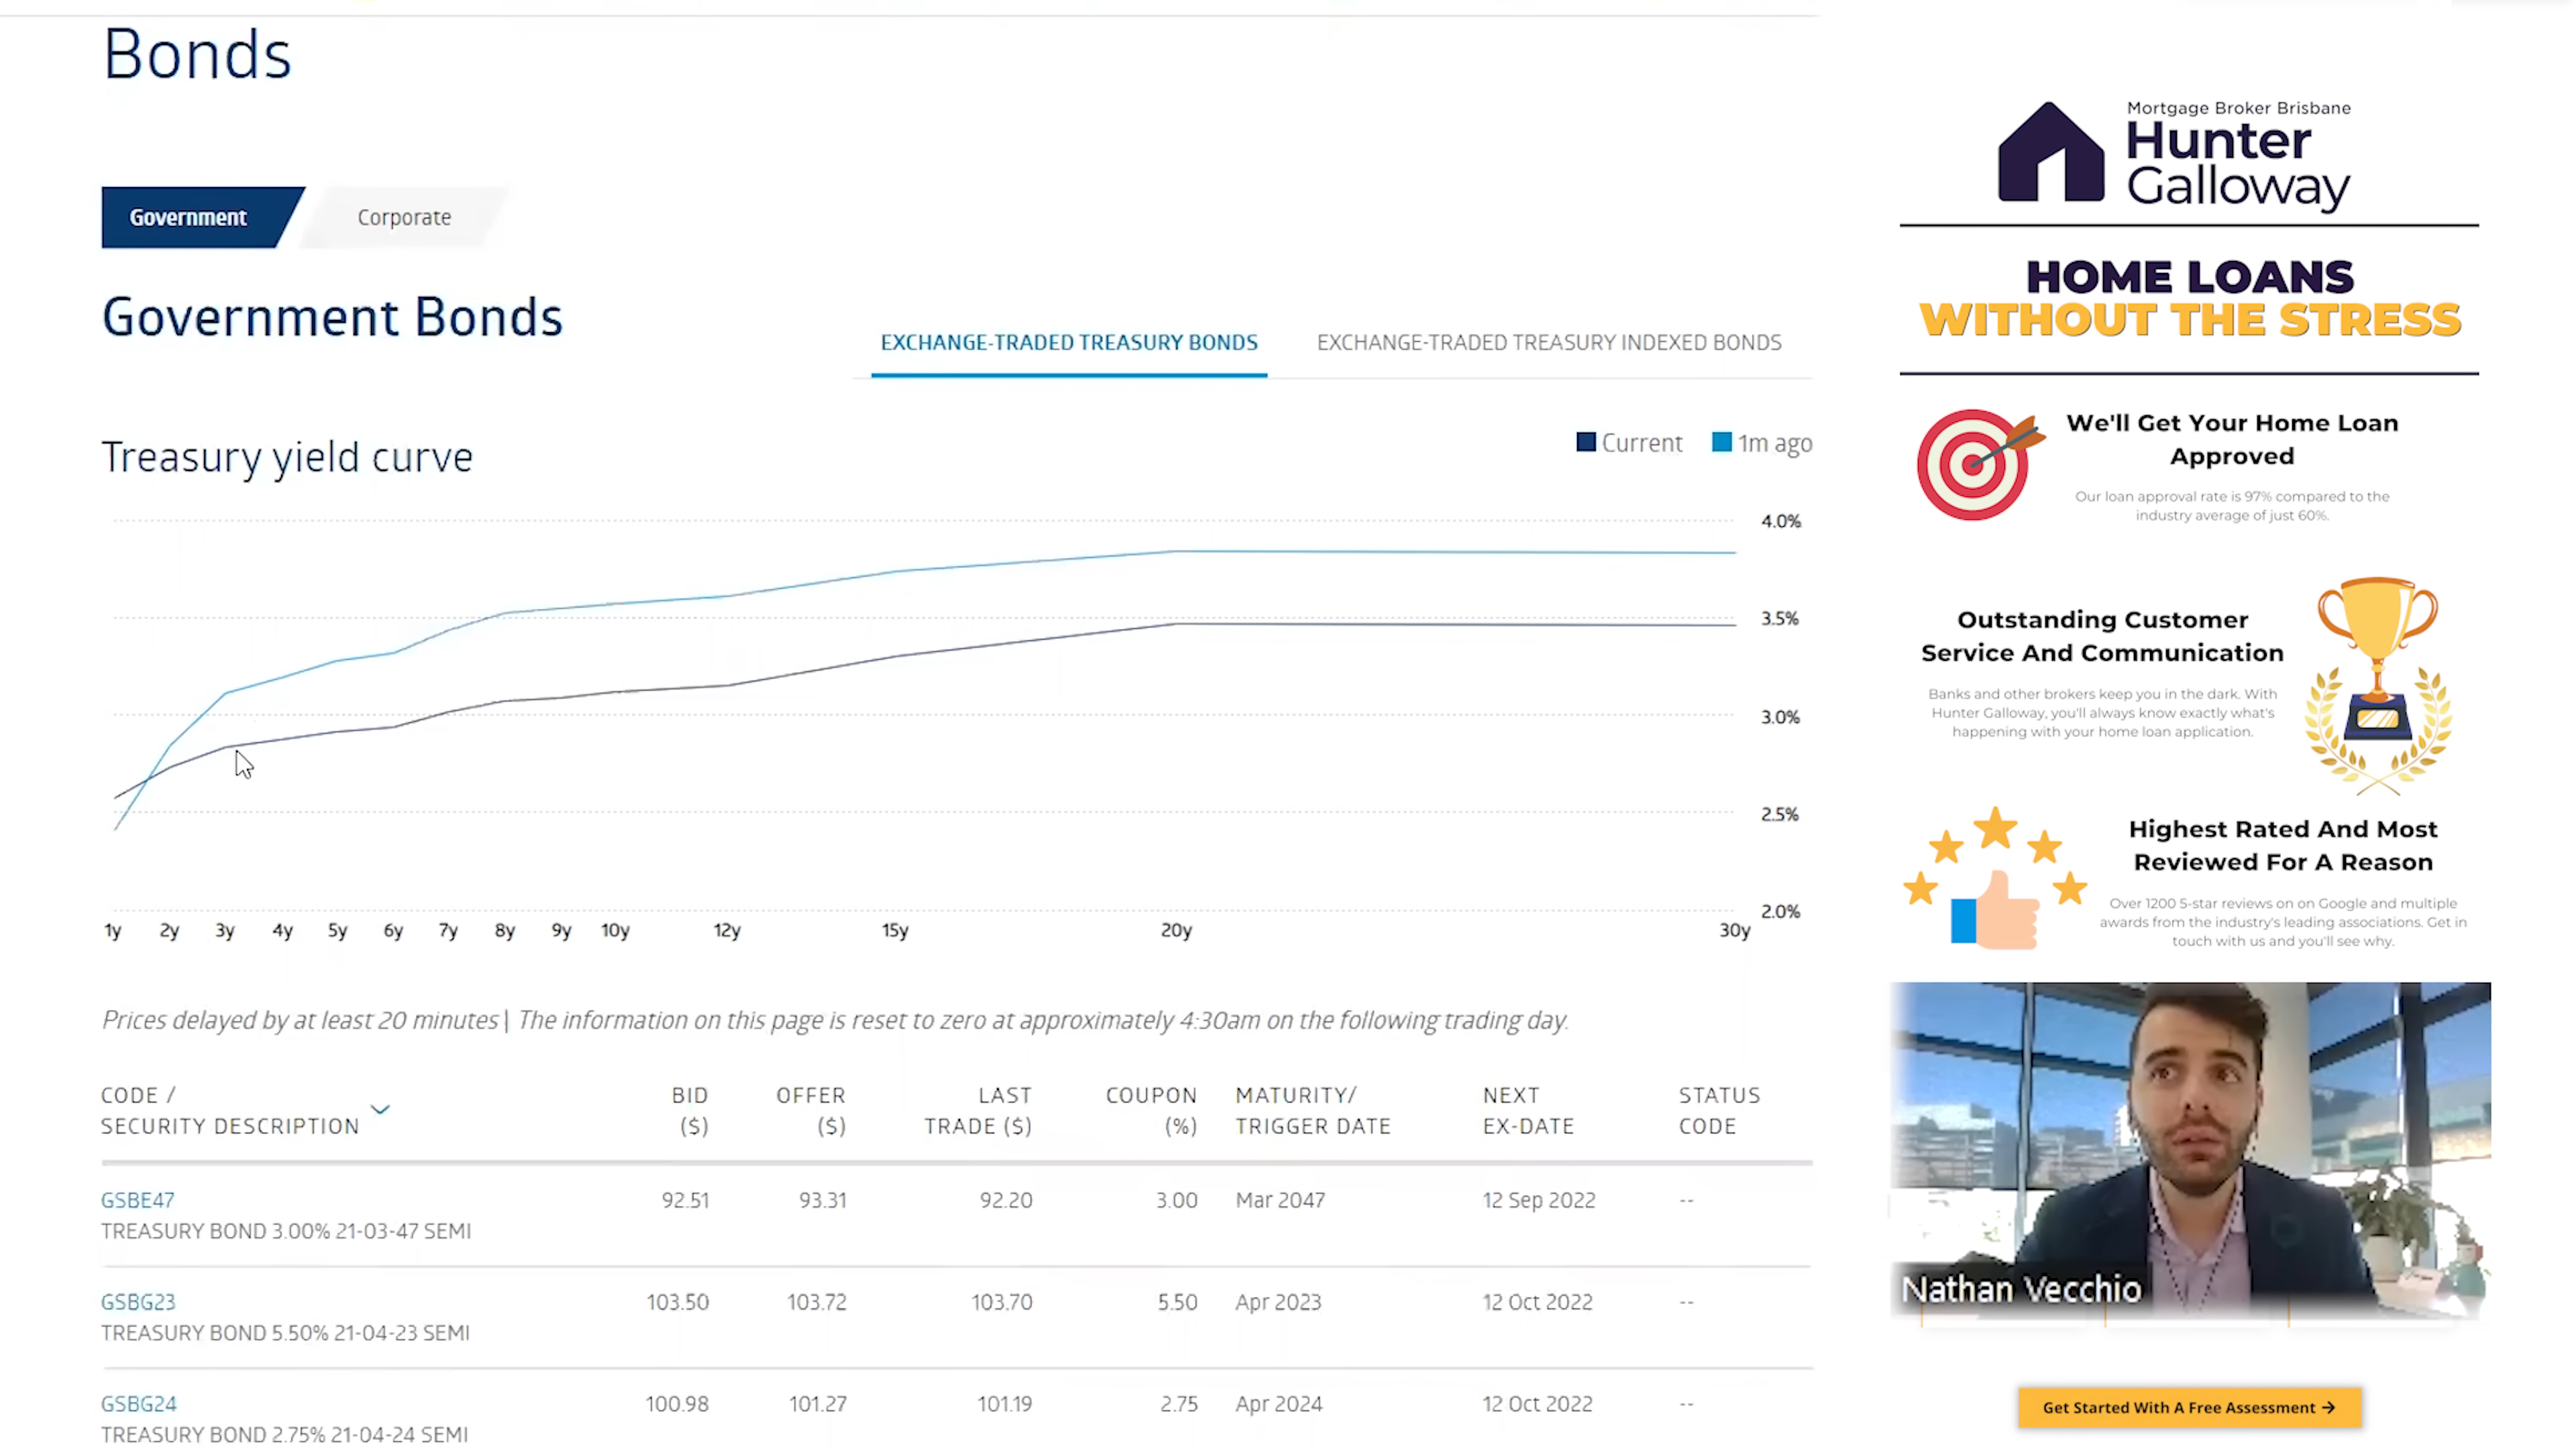 Bonds
Government
Corporate
Government Bonds
EXCHANGE-TRADED TREASURY BONDS
EXCHANGE-TRADED TREASURY INDEXED BONDS
Treasury yield curve
Current
1m ago
4.0%
3.5%
3.0%
2.5%
2.0%
1y 2y 3y 4y 5y 6y 7y 8y 9y 10y 12y 15y 20y 30y
Prices delayed by at least 20 minutes | The information on this page is reset to zero at approximately 4:30am on the following trading day.
CODE / BID OFFER LAST COUPON MATURITY/ NEXT STATUS
SECURITY DESCRIPTION ($) ($) TRADE ($) (%) TRIGGER DATE EX-DATE CODE
GSBE47 92.51 93.31 92.20 3.00 Mar 2047 12 Sep 2022 --
TREASURY BOND 3.00% 21-03-47 SEMI
GSBG23 103.50 103.72 103.70 5.50 Apr 2023 12 Oct 2022 --
TREASURY BOND 5.50% 21-04-23 SEMI
GSBG24 100.98 101.27 101.19 2.75 Apr 2024 12 Oct 2022 --
TREASURY BOND 2.75% 21-04-24 SEMI
Mortgage Broker Brisbane
Hunter
Galloway
HOME LOANS
WITHOUT THE STRESS
We'll Get Your Home Loan
Approved
Our loan approval rate is 97% compared to the
industry average of just 60%.
Outstanding Customer
Service And Communication
Banks and other brokers keep you in the dark. With
Hunter Galloway, you'll always know exactly what's
happening with your home loan application.
Highest Rated And Most
Reviewed For A Reason
Over 1200 5-star reviews on on Google and multiple
awards from the industry's leading associations. Get in
touch with us and you'll see why.
Nathan Vecchio
Get Started With A Free Assessment →